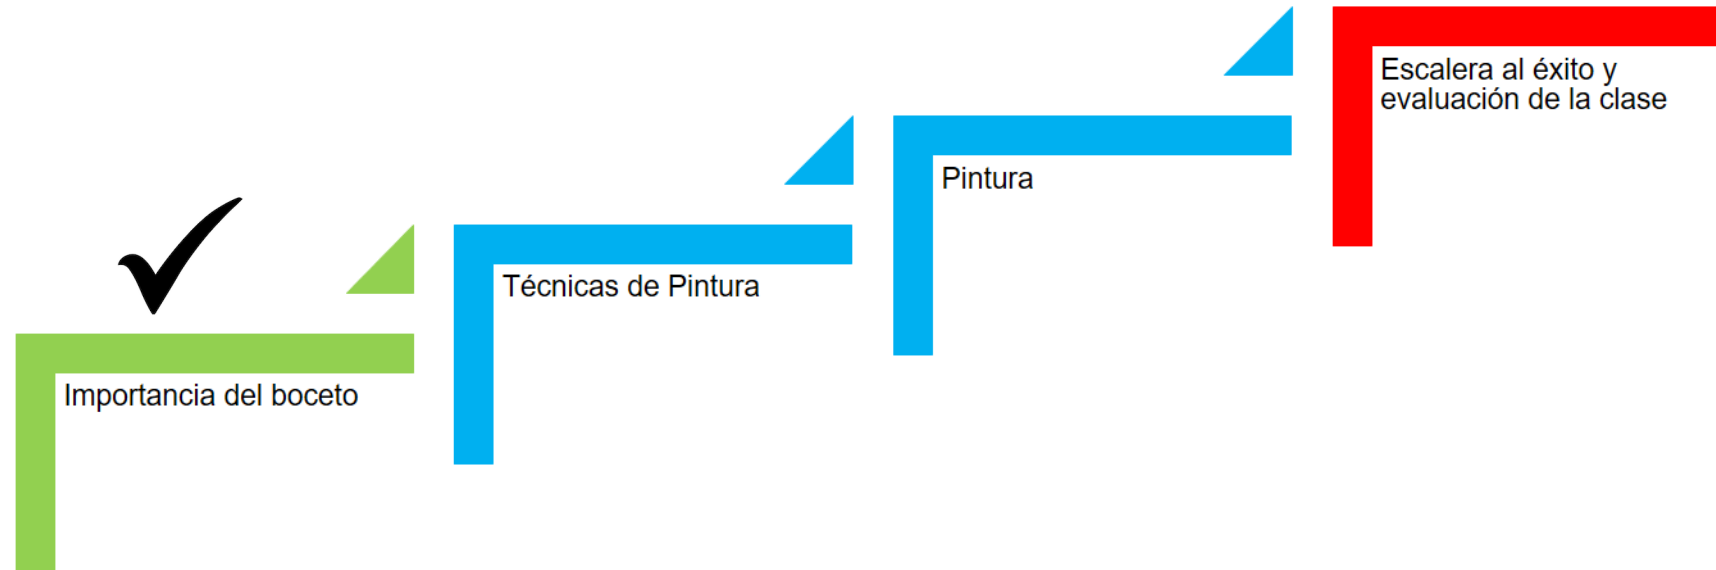 Importancia del boceto
Técnicas de Pintura
Pintura
Escalera al éxito y
evaluación de la clase